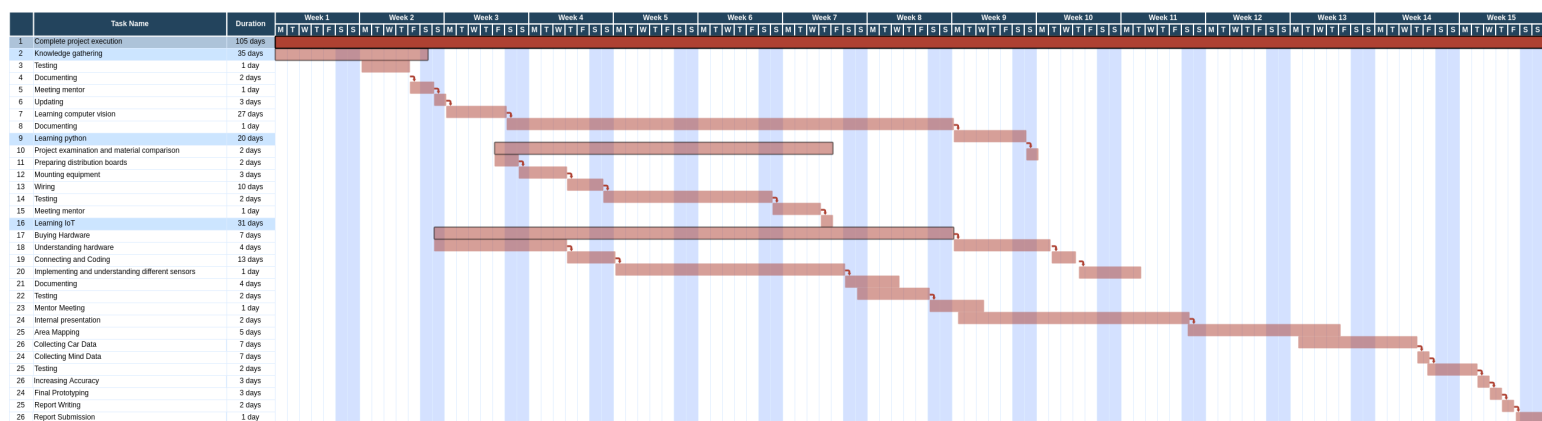 Task Name Duration Week 1 Week 2 Week 3 Week 4 Week 5 Week 6 Week 7 Week 8 Week 9 Week 10 Week 11 Week 12 Week 13 Week 14 Week 15
M T W T F S S M T W T F S S M T W T F S S M T W T F S S M T W T F S S M T W T F S S M T W T F S S M T W T F S S M T W T F S S M T W T F S S M T W T F S S M T W T F S S M T W T F S S M T W T F S S M T W T F S S
1 Complete project execution 105 days
2 Knowledge gathering 35 days
3 Testing 1 day
4 Documenting 2 days
5 Meeting mentor 1 day
6 Updating 3 days
7 Learning computer vision 27 days
8 Documenting 1 day
9 Learning python 20 days
10 Project examination and material comparison 2 days
11 Preparing distribution boards 2 days
12 Mounting equipment 3 days
13 Wiring 10 days
14 Testing 2 days
15 Meeting mentor 1 day
16 Learning IoT 31 days
17 Buying Hardware 7 days
18 Understanding hardware 4 days
19 Connecting and Coding 13 days
20 Implementing and understanding different sensors 1 day
21 Documenting 4 days
22 Testing 2 days
23 Mentor Meeting 1 day
24 Internal presentation 2 days
25 Area Mapping 5 days
26 Collecting Car Data 7 days
24 Collecting Mind Data 7 days
25 Testing 2 days
26 Increasing Accuracy 3 days
24 Final Prototyping 3 days
25 Report Writing 2 days
26 Report Submission 1 day